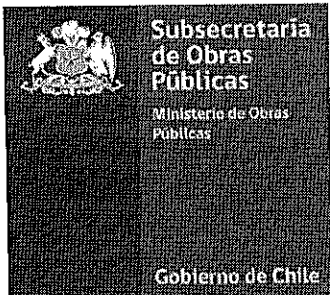 Subsecretaría
de Obras
Públicas
Ministerio de Obras
Públicas
Gobierno de Chile